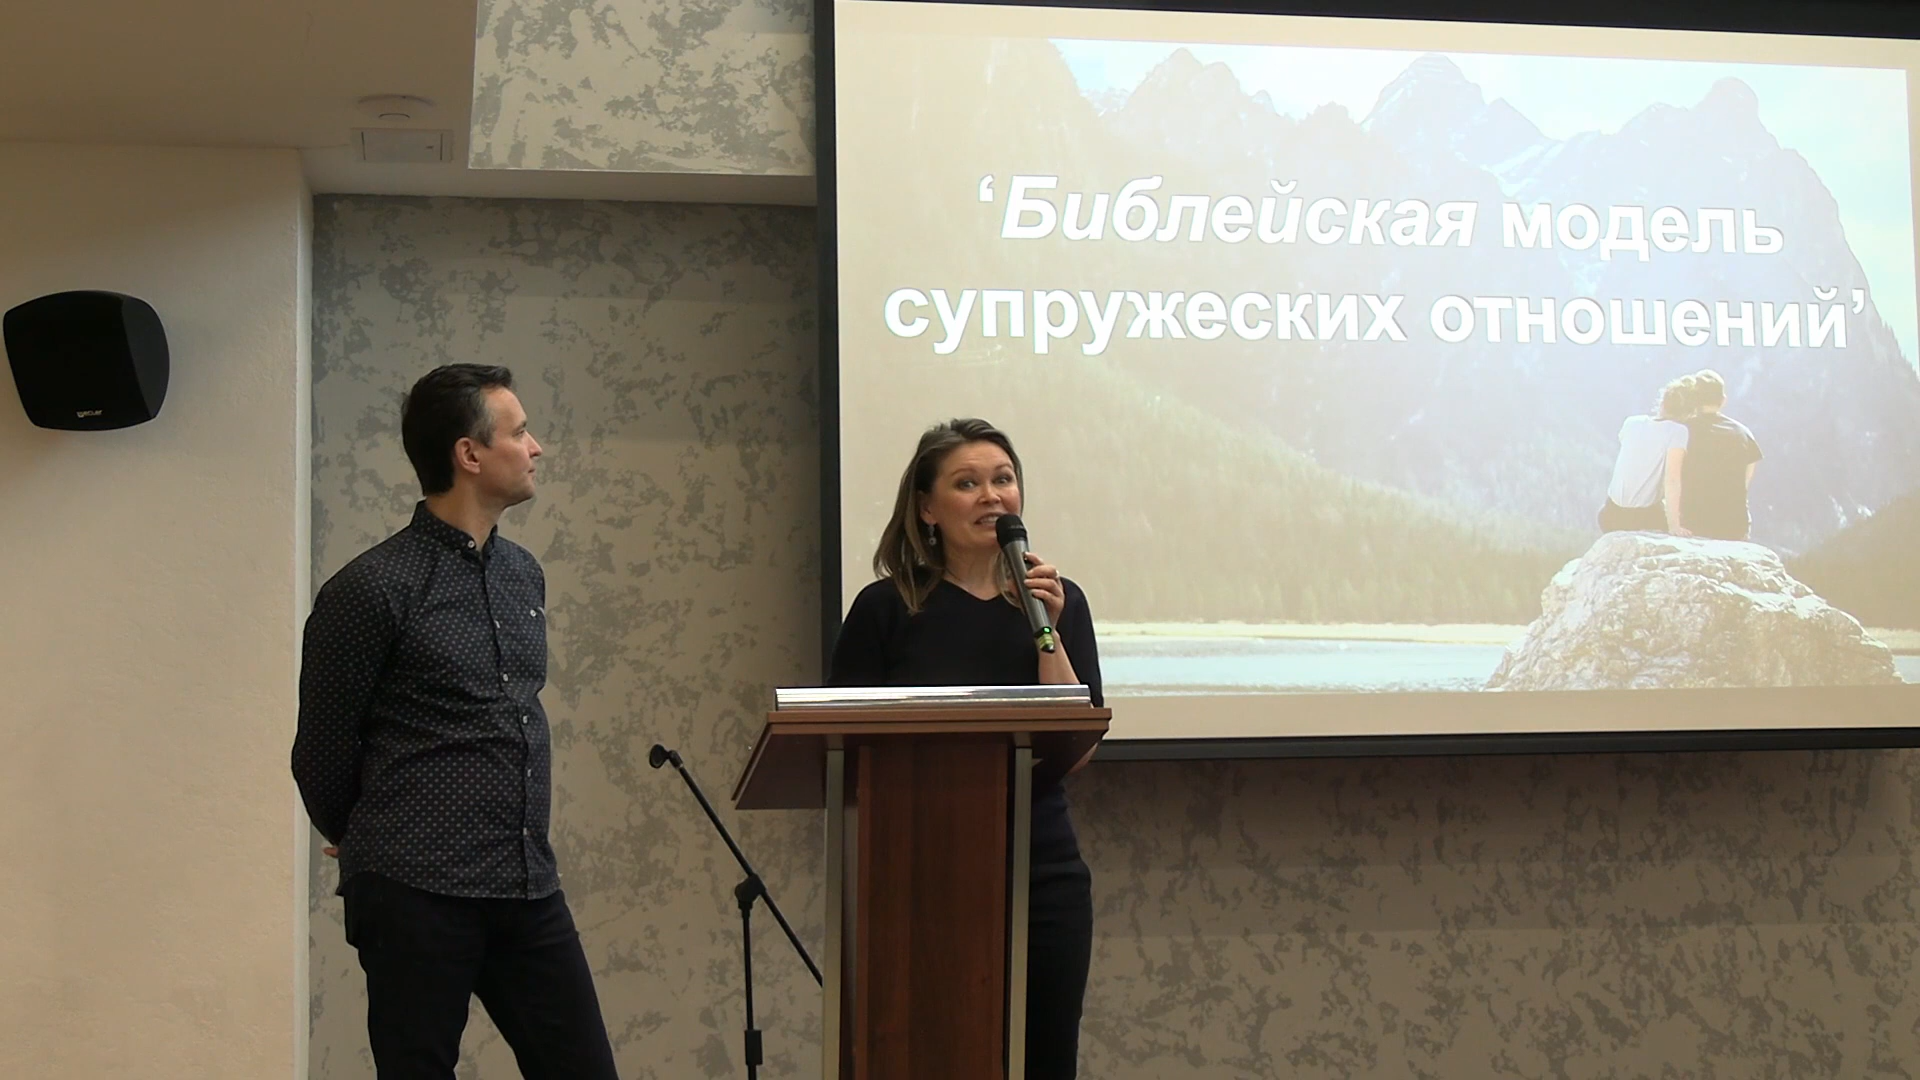 ‘Библейская модель
супружеских отношений’